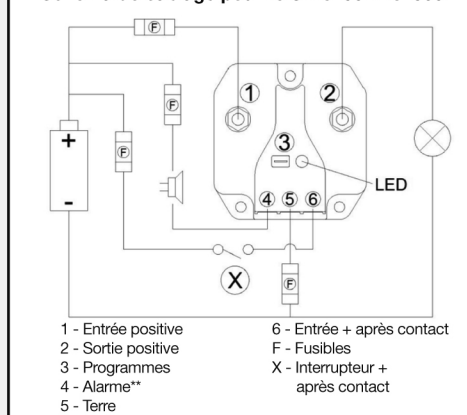 F
1
2
F
3
+
F
LED
-
4 5 6
X
F
1 - Entrée positive
2 - Sortie positive
3 - Programmes
4 - Alarme**
5 - Terre
6 - Entrée + après contact
F - Fusibles
X - Interrupteur +
après contact